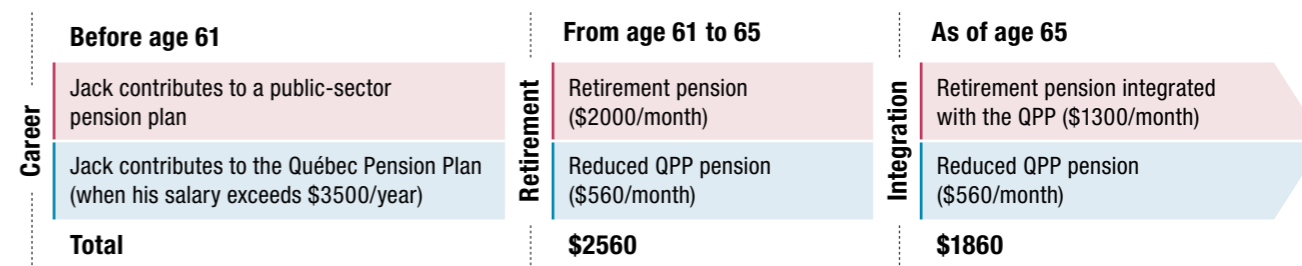 Career
Before age 61
Jack contributes to a public-sector
pension plan
Jack contributes to the Québec Pension Plan
(when his salary exceeds $3500/year)
Total
Retirement
From age 61 to 65
Retirement pension
($2000/month)
Reduced QPP pension
($560/month)
$2560
Integration
As of age 65
Retirement pension integrated
with the QPP ($1300/month)
Reduced QPP pension
($560/month)
$1860